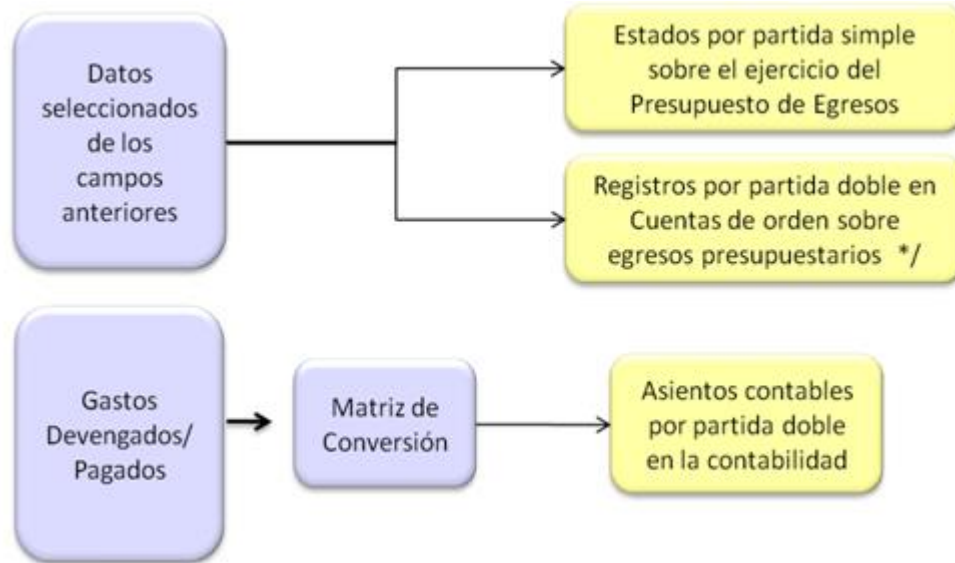 Datos
seleccionados
de los
campos
anteriores
Estados por partida simple
sobre el ejercicio del
Presupuesto de Egresos
Registros por partida doble en
Cuentas de orden sobre
egresos presupuestarios */
Gastos
Devengados/
Pagados
Matriz de
Conversión
Asientos contables
por partida doble
en la contabilidad